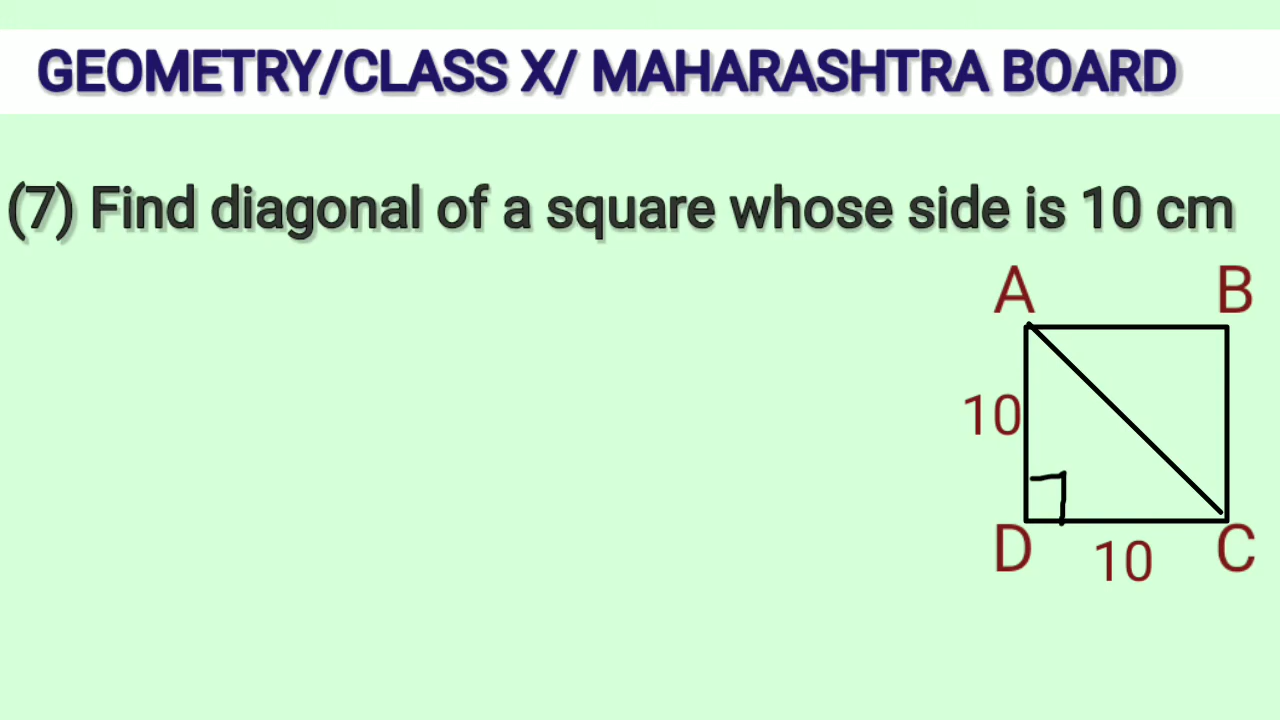 GEOMETRY/CLASS X/ MAHARASHTRA BOARD
(7) Find diagonal of a square whose side is 10 cm
A B
10
D 10 C